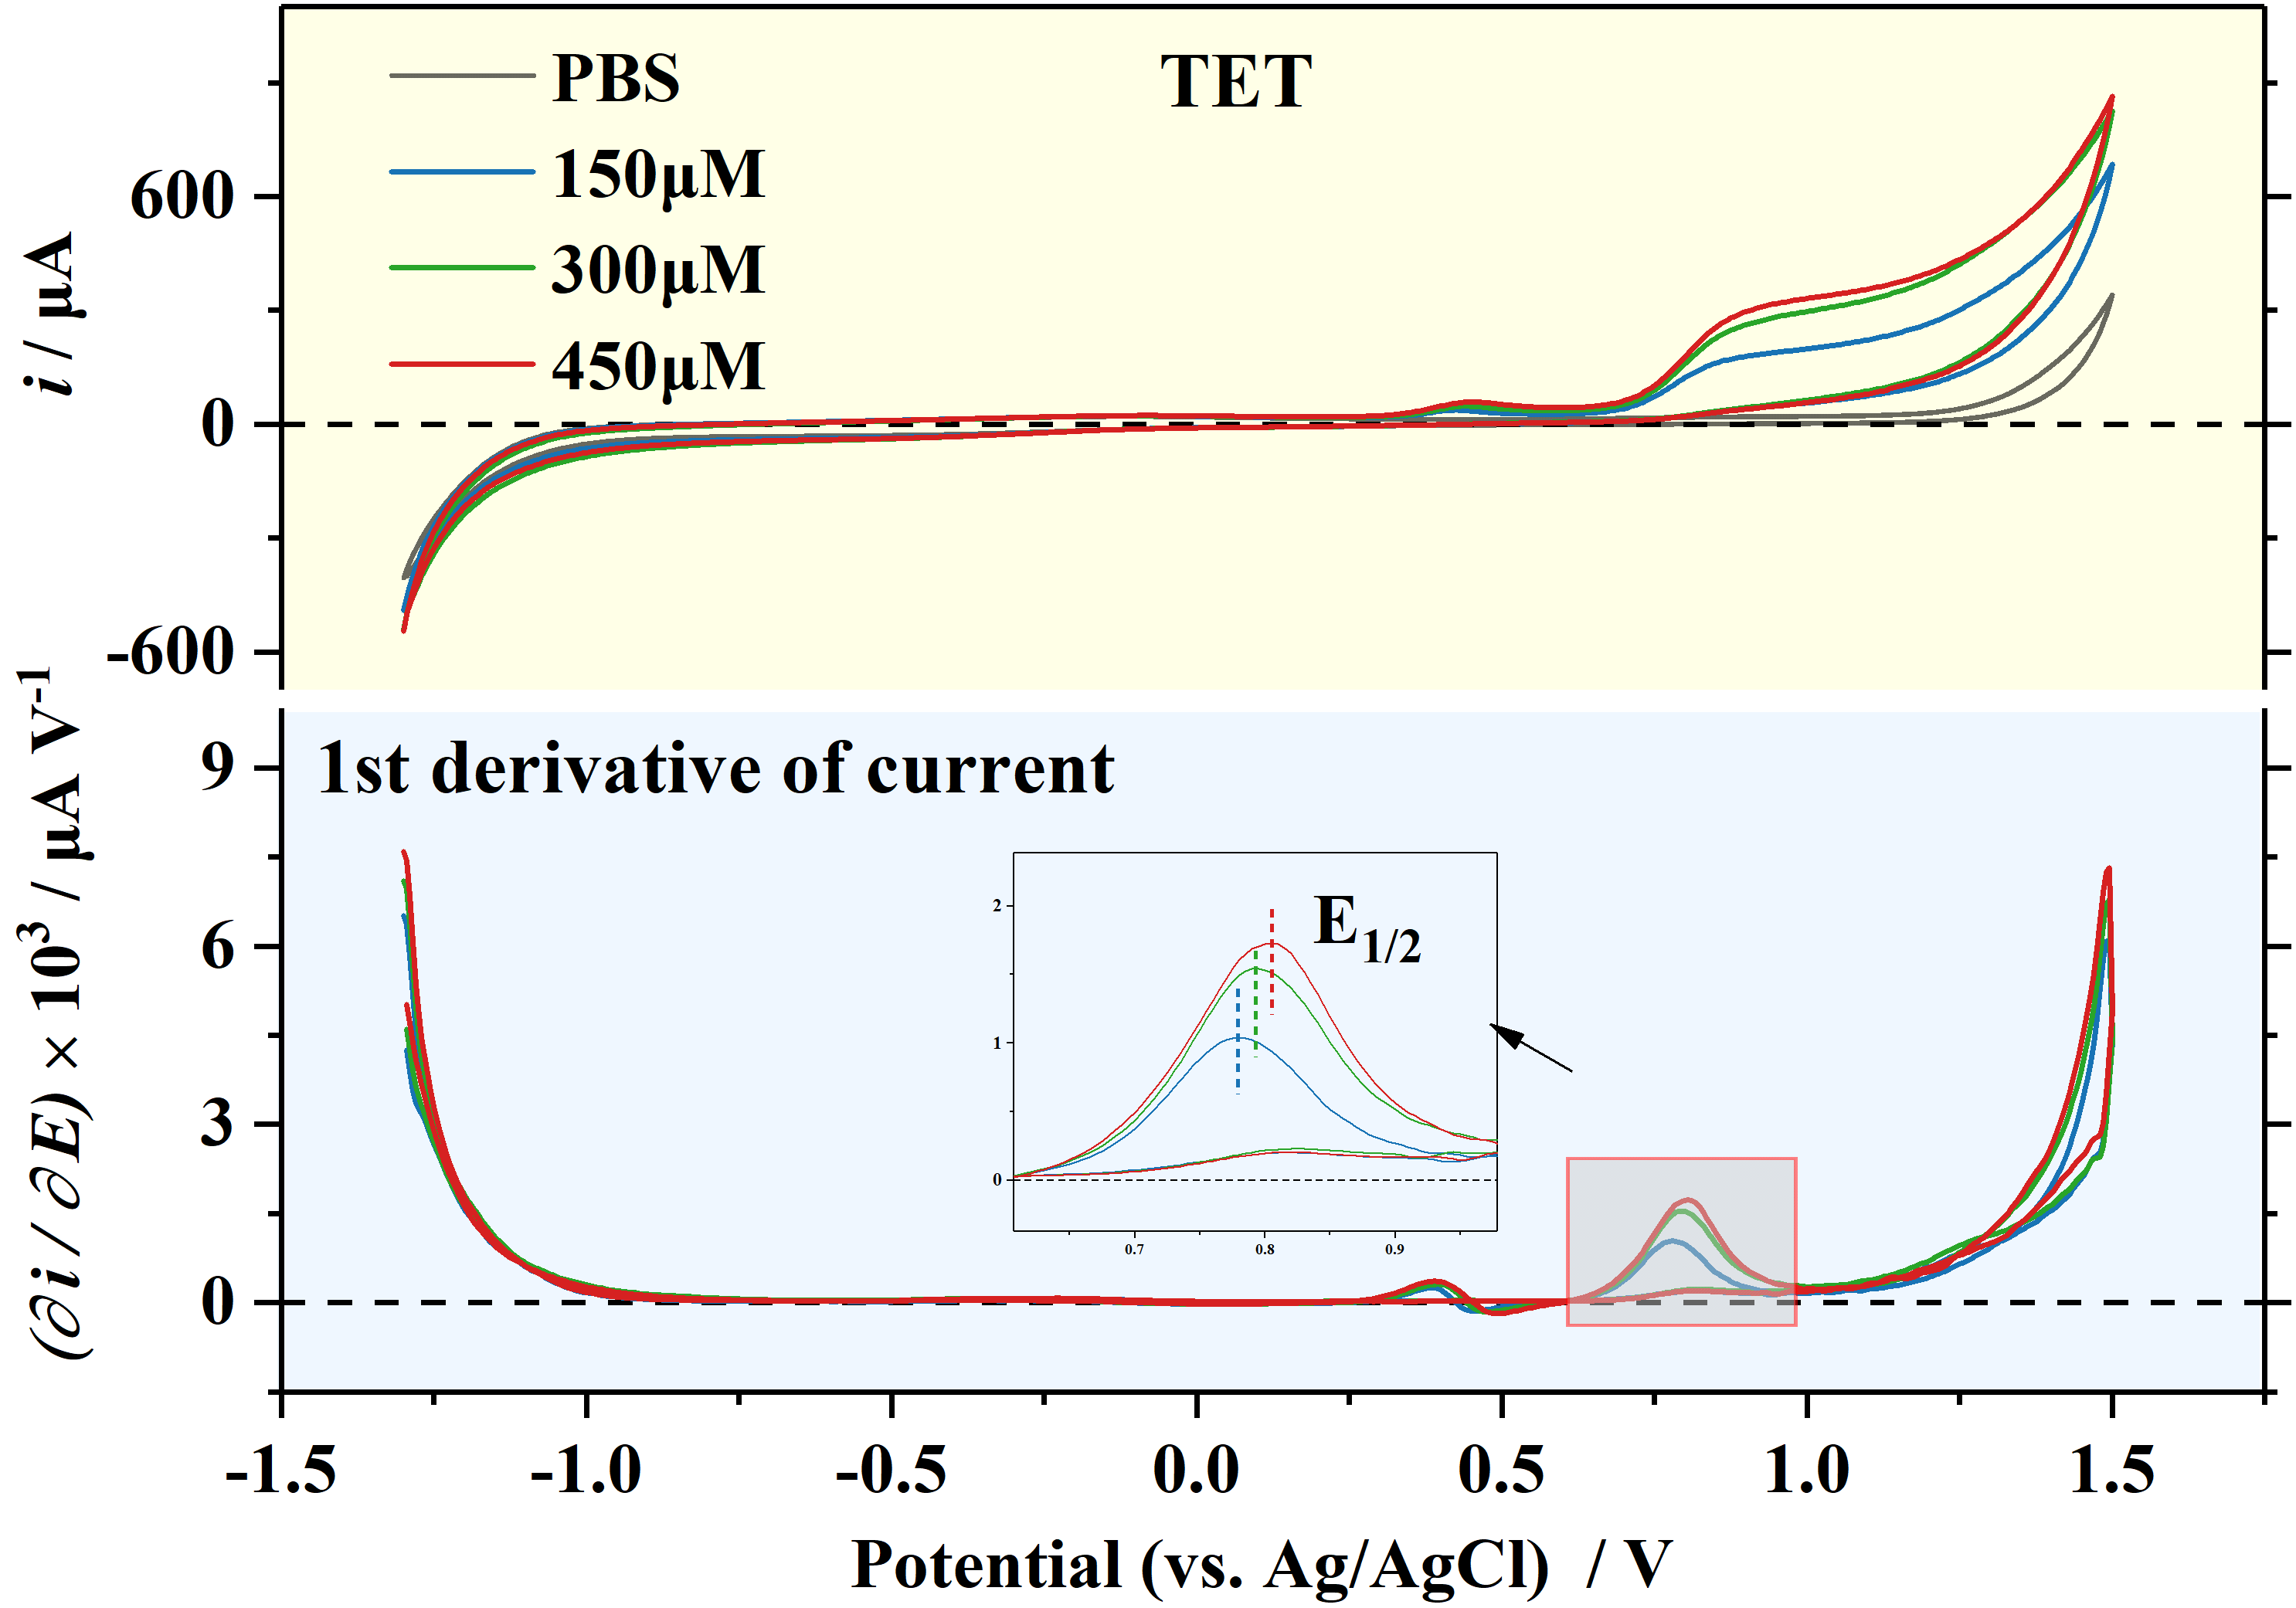 TET
PBS
150μM
300μM
450μM
600
0
-600
i / μA
1st derivative of current
9
6
3
0
(∂i / ∂E) × 10³ / μA V⁻¹
E1/2
2
1
0
0.7
0.8
0.9
-1.5
-1.0
-0.5
0.0
0.5
1.0
1.5
Potential (vs. Ag/AgCl) / V